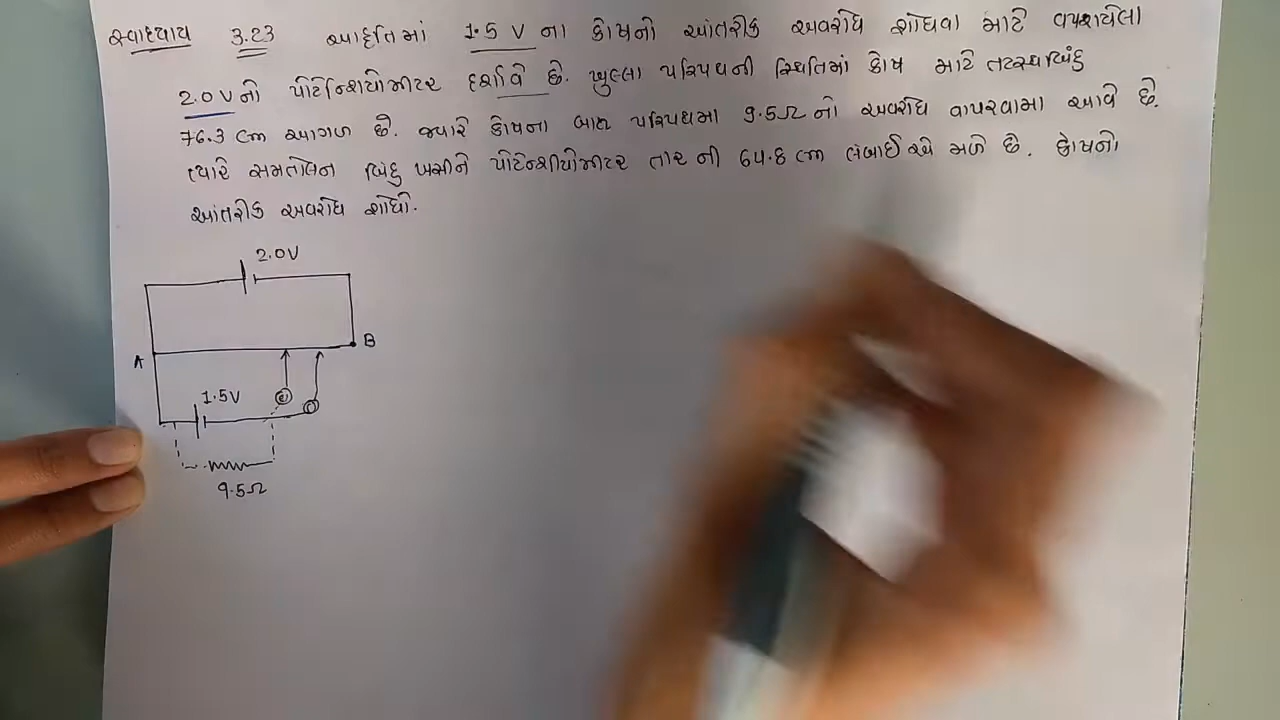 સ્વાધ્યાય 3.23 આકૃતિમાં 1.5 V ના કોષનો આંતરીક અવરોધ શોધવા માટે વપરાયેલા
2.0 V નો પોટેન્શિયોમીટર દર્શાવે છે. ખુલ્લા પરિપથની સ્થિતિમાં કોષ માટે તટસ્થબિંદુ
76.3 cm આગળ છે. જ્યારે કોષના બાહ્ય પરિપથમા 9.5Ω નો અવરોધ વાપરવામા આવે છે.
ત્યારે સમતોલન બિંદુ ખસીને પોટેન્શીયોમીટર તાર ની 64.8 cm લંબાઈ એ મળે છે. કોષનો
આંતરીક અવરોધ શોધો.
2.0V
A
B
1.5V
G
G
9.5Ω